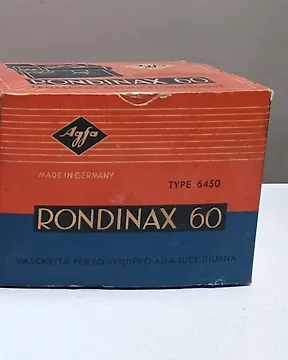 RONDINAX 60
Agfa
MADE IN GERMANY
TYPE 6450
RONDINAX 60
VASCHETTA PER LO SVILUPPO ALLA LUCE DIURNA